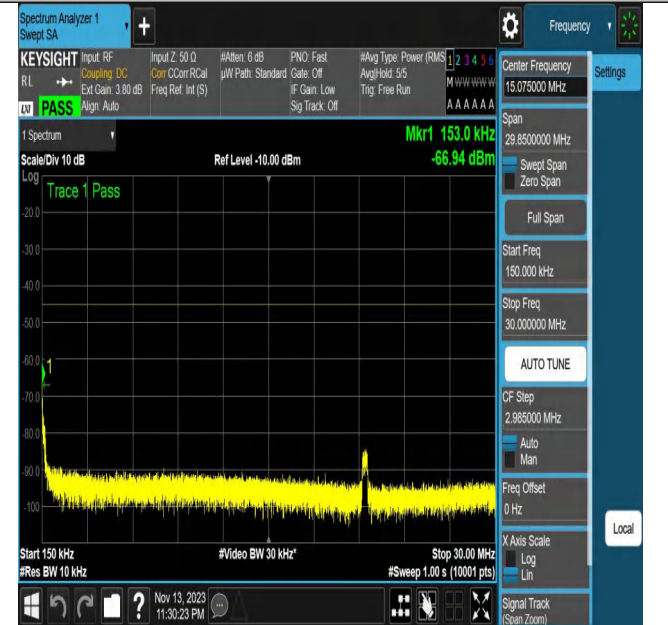 Spectrum Analyzer 1
Swept SA
+
Frequency
KEYSIGHT
RL
LXI
PASS
Input: RF
Coupling: DC
Ext Gain: 3.80 dB
Align: Auto
Input Z: 50 Ω
Corr CCorr RCal
Freq Ref: Int (S)
#Atten: 6 dB
µW Path: Standard
PNO: Fast
Gate: Off
IF Gain: Low
Sig Track: Off
#Avg Type: Power (RMS
Avg|Hold: 5/5
Trig: Free Run
1 2 3 4 5 6
M W W W W W
A A A A A A
1 Spectrum
Mkr1 153.0 kHz
Scale/Div 10 dB
Ref Level -10.00 dBm
-66.94 dBm
Log
Trace 1 Pass
-20.0
-30.0
-40.0
-50.0
-60.0
1
-70.0
-80.0
-90.0
-100
Start 150 kHz
#Video BW 30 kHz*
Stop 30.00 MHz
#Res BW 10 kHz
#Sweep 1.00 s (10001 pts)
Nov 13, 2023
11:30:23 PM
?
Center Frequency
15.075000 MHz
Settings
Span
29.8500000 MHz
Swept Span
Zero Span
Full Span
Start Freq
150.000 kHz
Stop Freq
30.000000 MHz
AUTO TUNE
CF Step
2.985000 MHz
Auto
Man
Freq Offset
0 Hz
Local
X Axis Scale
Log
Lin
Signal Track
(Span Zoom)